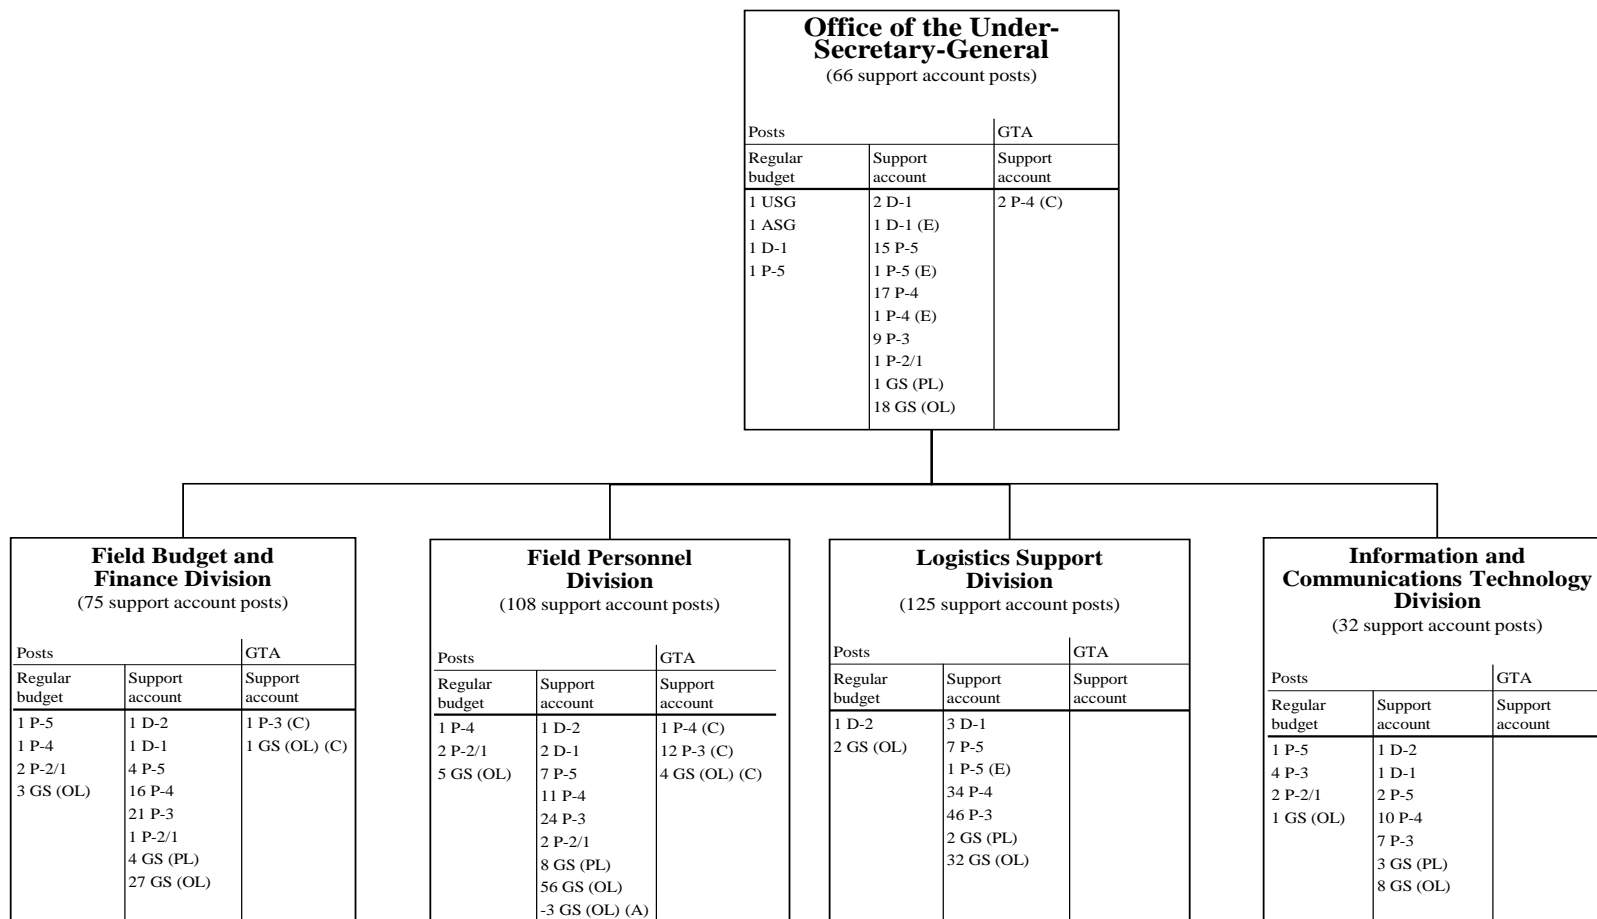 Office of the Under-
Secretary-General
(66 support account posts)
Posts GTA
Regular budget Support account Support account
1 USG 2 D-1 2 P-4 (C)
1 ASG 1 D-1 (E)
1 D-1 15 P-5
1 P-5 1 P-5 (E)
17 P-4
1 P-4 (E)
9 P-3
1 P-2/1
1 GS (PL)
18 GS (OL)
Field Budget and
Finance Division
(75 support account posts)
Posts GTA
Regular budget Support account Support account
1 P-5 1 D-2 1 P-3 (C)
1 P-4 1 D-1 1 GS (OL) (C)
2 P-2/1 4 P-5
3 GS (OL) 16 P-4
21 P-3
1 P-2/1
4 GS (PL)
27 GS (OL)
Field Personnel
Division
(108 support account posts)
Posts GTA
Regular budget Support account Support account
1 P-4 1 D-2 1 P-4 (C)
2 P-2/1 2 D-1 12 P-3 (C)
5 GS (OL) 7 P-5 4 GS (OL) (C)
11 P-4
24 P-3
2 P-2/1
8 GS (PL)
56 GS (OL)
-3 GS (OL) (A)
Logistics Support
Division
(125 support account posts)
Posts GTA
Regular budget Support account Support account
1 D-2 3 D-1
2 GS (OL) 7 P-5
1 P-5 (E)
34 P-4
46 P-3
2 GS (PL)
32 GS (OL)
Information and
Communications Technology
Division
(32 support account posts)
Posts GTA
Regular budget Support account Support account
1 P-5 1 D-2
4 P-3 1 D-1
2 P-2/1 2 P-5
1 GS (OL) 10 P-4
7 P-3
3 GS (PL)
8 GS (OL)